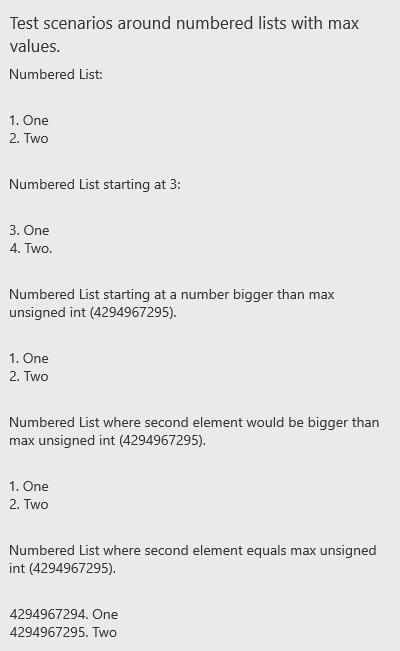 Test scenarios around numbered lists with max
values.
Numbered List:
1. One
2. Two
Numbered List starting at 3:
3. One
4. Two.
Numbered List starting at a number bigger than max
unsigned int (4294967295).
1. One
2. Two
Numbered List where second element would be bigger than
max unsigned int (4294967295).
1. One
2. Two
Numbered List where second element equals max unsigned
int (4294967295).
4294967294. One
4294967295. Two